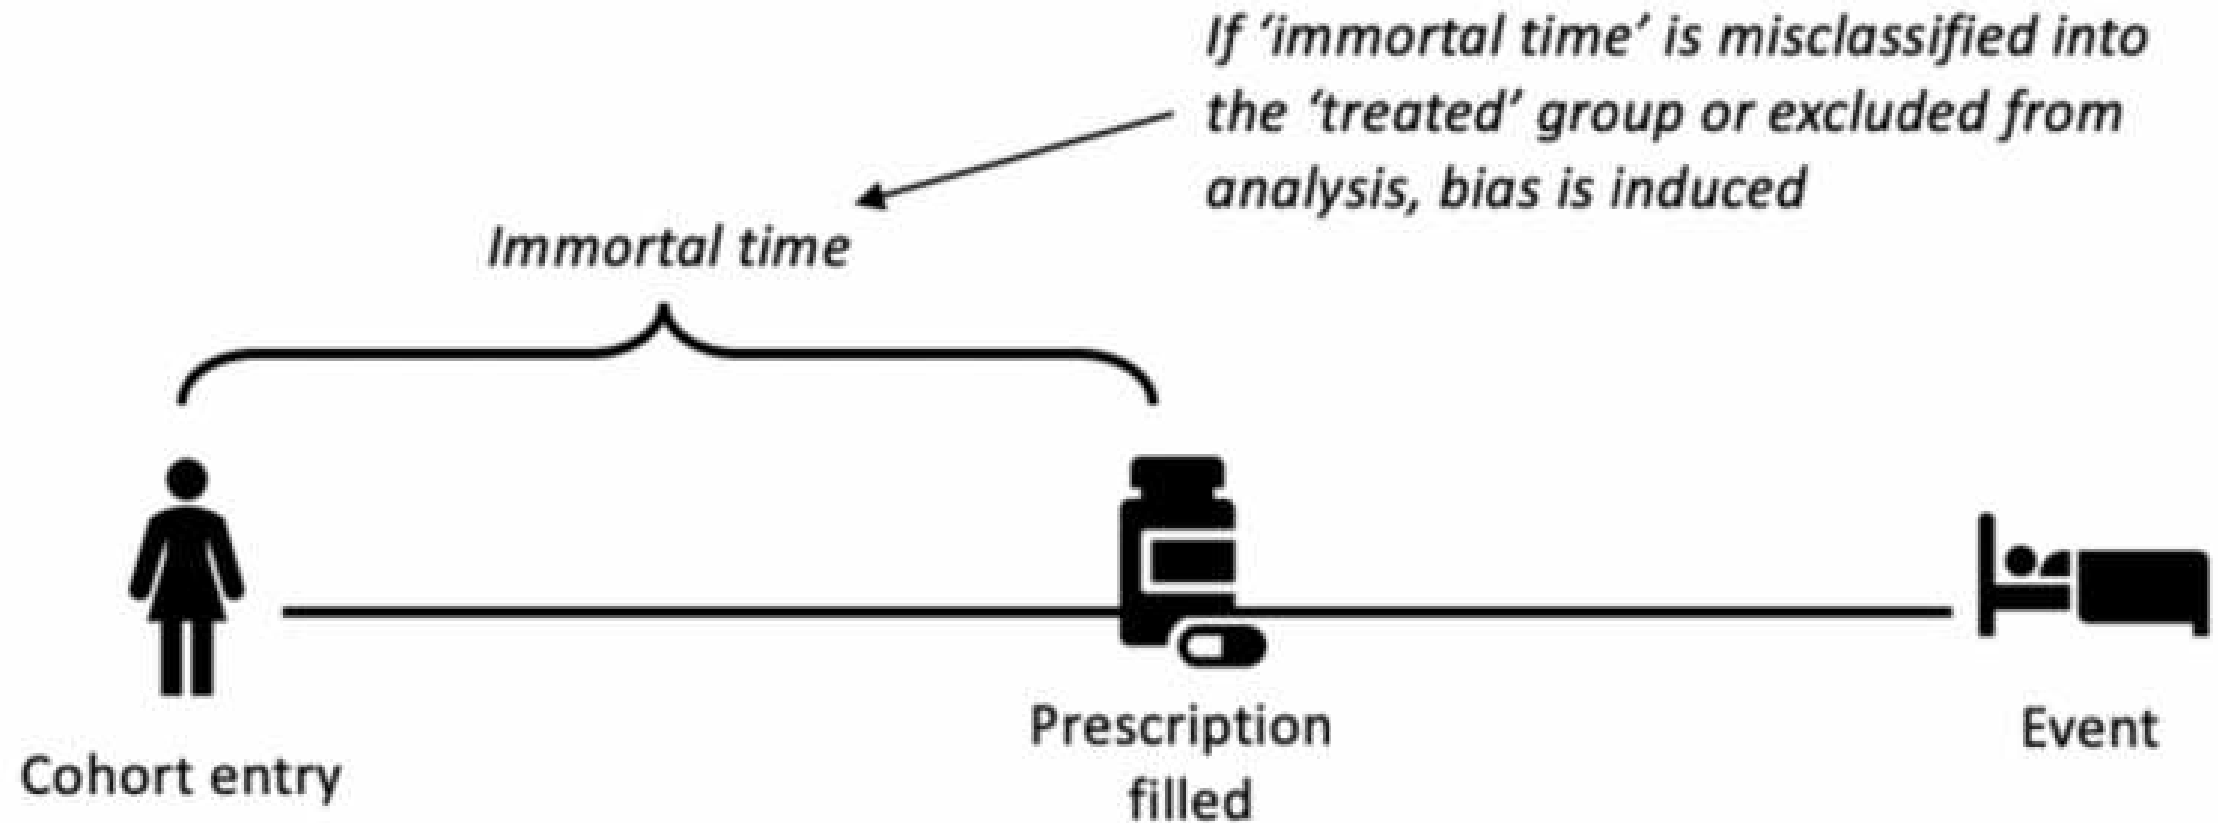 If ‘immortal time’ is misclassified into
the ‘treated’ group or excluded from
analysis, bias is induced
Immortal time
Cohort entry
Prescription
filled
Event